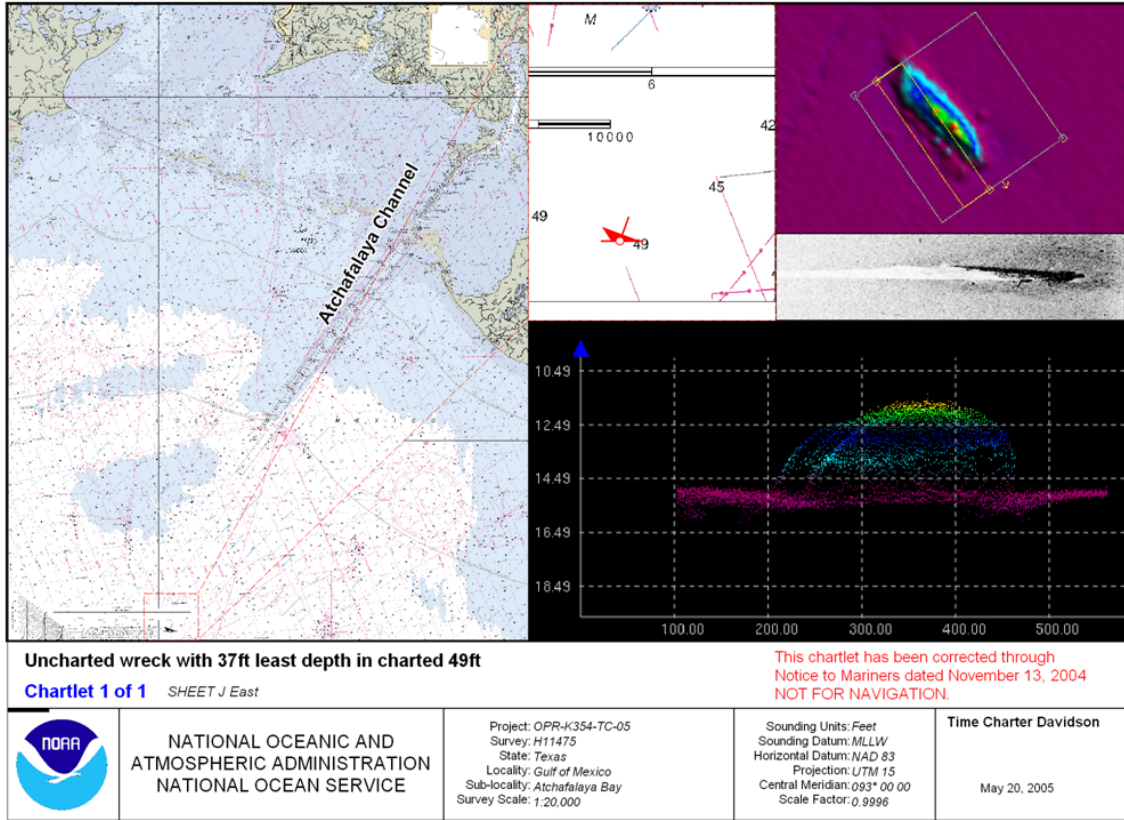 Atchafalaya Channel
M
6
10000
42
45
49
49
10.49
12.49
14.49
16.49
18.49
100.00
200.00
300.00
400.00
500.00
Uncharted wreck with 37ft least depth in charted 49ft
Chartlet 1 of 1 SHEET J East
This chartlet has been corrected through
Notice to Mariners dated November 13, 2004
NOT FOR NAVIGATION.
NOAA
NATIONAL OCEANIC AND
ATMOSPHERIC ADMINISTRATION
NATIONAL OCEAN SERVICE
Project: OPR-K354-TC-05
Survey: H11475
State: Texas
Locality: Gulf of Mexico
Sub-locality: Atchafalaya Bay
Survey Scale: 1:20,000
Sounding Units: Feet
Sounding Datum: MLLW
Horizontal Datum: NAD 83
Projection: UTM 15
Central Meridian: 093* 00 00
Scale Factor: 0.9996
Time Charter Davidson
May 20, 2005